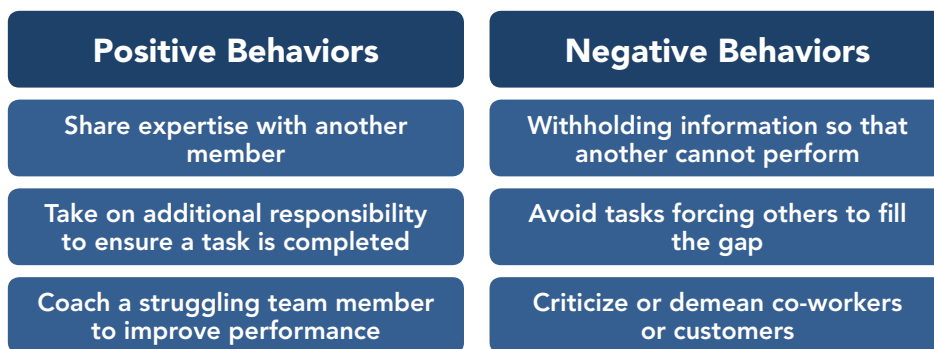 Positive Behaviors
Share expertise with another
member
Take on additional responsibility
to ensure a task is completed
Coach a struggling team member
to improve performance
Negative Behaviors
Withholding information so that
another cannot perform
Avoid tasks forcing others to fill
the gap
Criticize or demean co-workers
or customers